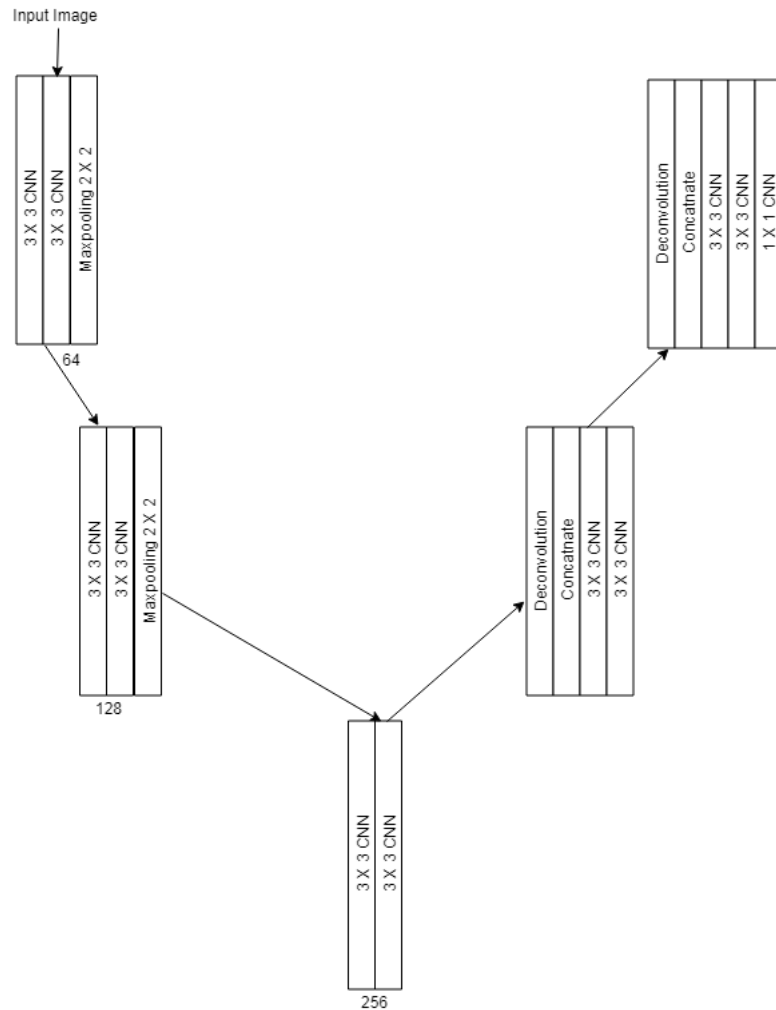 Input Image
3 X 3 CNN
3 X 3 CNN
Maxpooling 2 X 2
64
3 X 3 CNN
3 X 3 CNN
Maxpooling 2 X 2
128
3 X 3 CNN
3 X 3 CNN
256
Deconvolution
Concatnate
3 X 3 CNN
3 X 3 CNN
Deconvolution
Concatnate
3 X 3 CNN
3 X 3 CNN
1 X 1 CNN